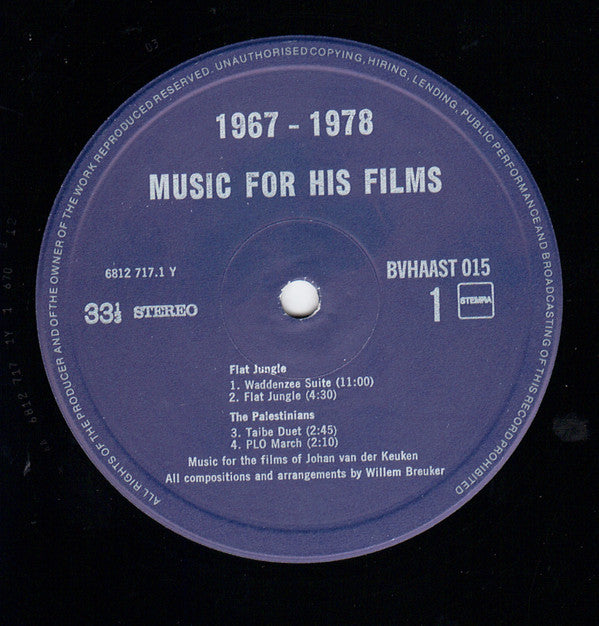 ALL RIGHTS OF THE PRODUCER AND OF THE OWNER OF THE WORK REPRODUCED RESERVED. UNAUTHORISED COPYING, HIRING, LENDING, PUBLIC PERFORMANCE AND BROADCASTING OF THIS RECORD PROHIBITED
1967 - 1978
MUSIC FOR HIS FILMS
6812 717.1 Y
BVHAAST 015
33⅓ STEREO
1 STEMRA
Flat Jungle
1. Waddenzee Suite (11:00)
2. Flat Jungle (4:30)
The Palestinians
3. Taibe Duet (2:45)
4. PLO March (2:10)
Music for the films of Johan van der Keuken
All compositions and arrangements by Willem Breuker